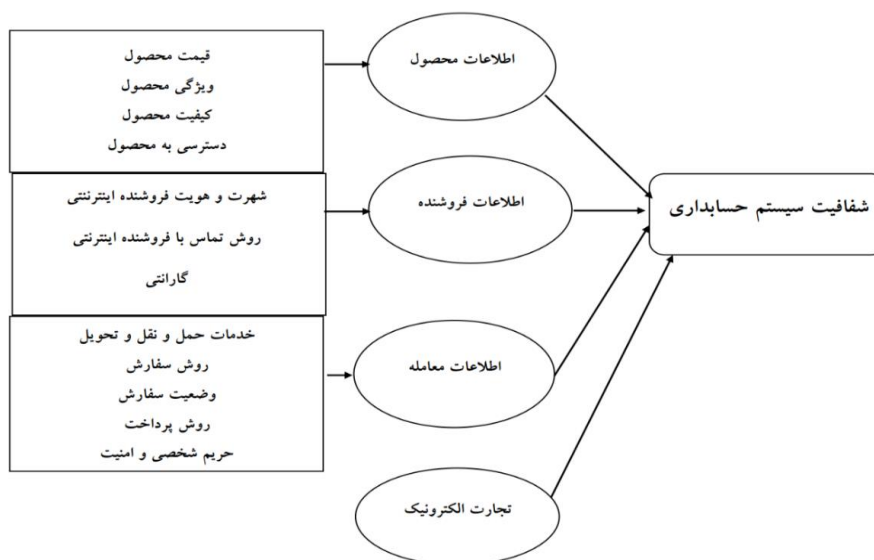 قیمت محصول
ویژگی محصول
کیفیت محصول
دسترسی به محصول
اطلاعات محصول
شهرت و هویت فروشنده اینترنتی
روش تماس با فروشنده اینترنتی
گارانتی
اطلاعات فروشنده
شفافیت سیستم حسابداری
خدمات حمل و نقل و تحویل
روش سفارش
وضعیت سفارش
روش پرداخت
حریم شخصی و امنیت
اطلاعات معامله
تجارت الکترونیک